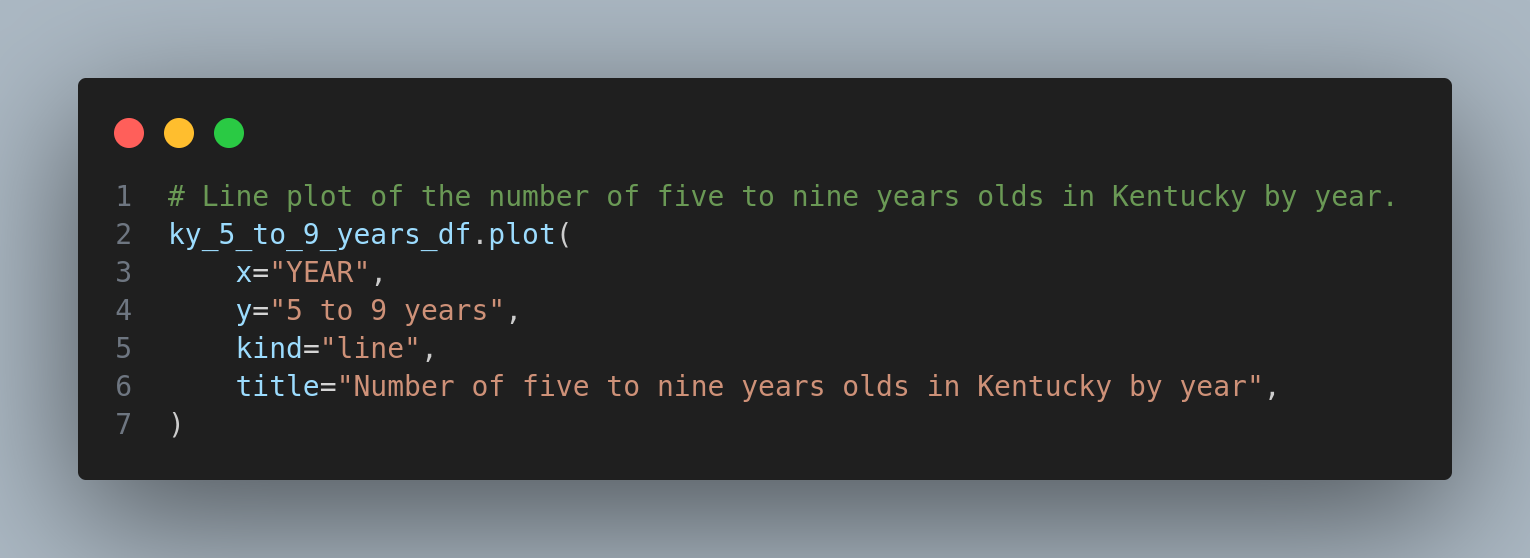 1 # Line plot of the number of five to nine years olds in Kentucky by year.
2 ky_5_to_9_years_df.plot(
3     x="YEAR",
4     y="5 to 9 years",
5     kind="line",
6     title="Number of five to nine years olds in Kentucky by year",
7 )